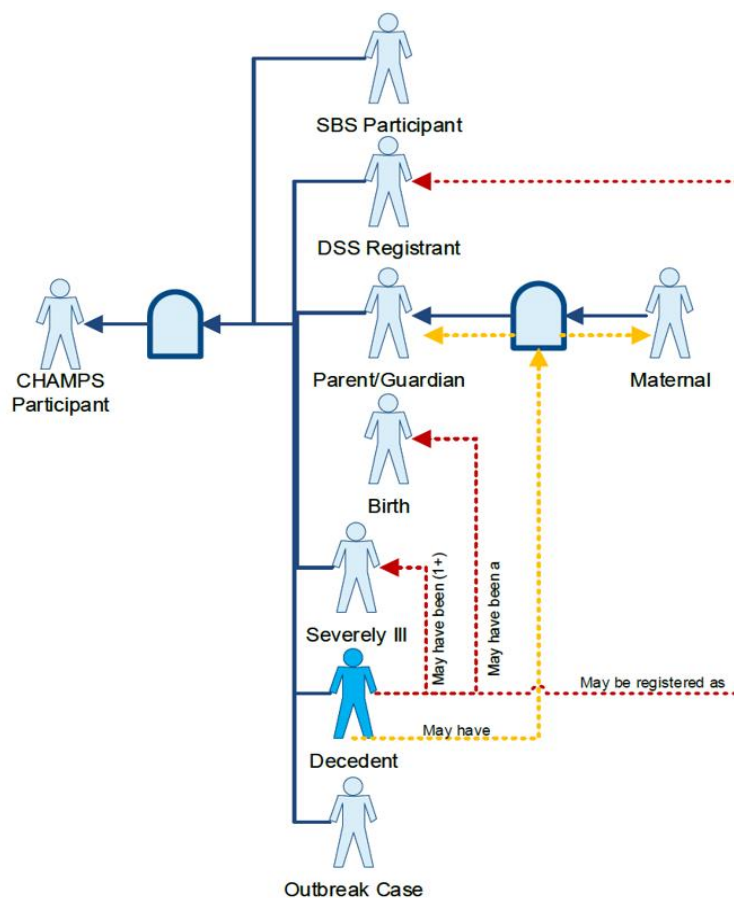 SBS Participant
DSS Registrant
CHAMPS
Participant
Parent/Guardian
Maternal
Birth
May have been (1+)
May have been a
Severely Ill
May be registered as
May have
Decedent
Outbreak Case